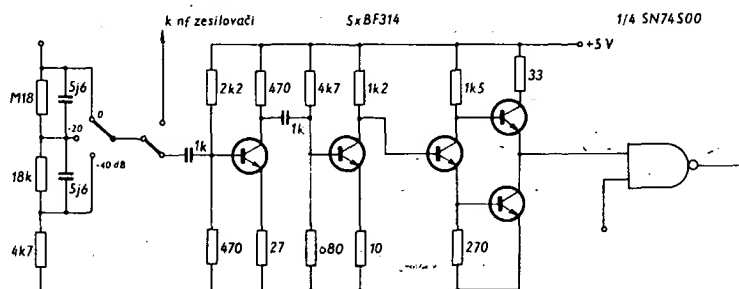 k nf zesilovači
5xBF314
1/4 SN74S00
+5 V
M18
5j6
0
-20
-40 dB
18k
5j6
4k7
1k
2k2
470
470
27
1k
4k7
1k2
o80
10
1k5
270
33